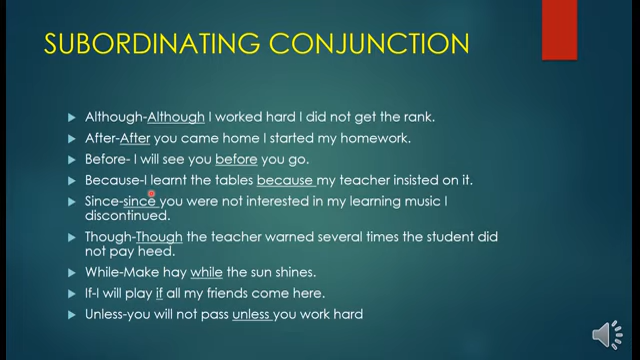 SUBORDINATING CONJUNCTION
Although-Although I worked hard I did not get the rank.
After-After you came home I started my homework.
Before- I will see you before you go.
Because-I learnt the tables because my teacher insisted on it.
Since-since you were not interested in my learning music I
discontinued.
Though-Though the teacher warned several times the student did
not pay heed.
While-Make hay while the sun shines.
If-I will play if all my friends come here.
Unless-you will not pass unless you work hard